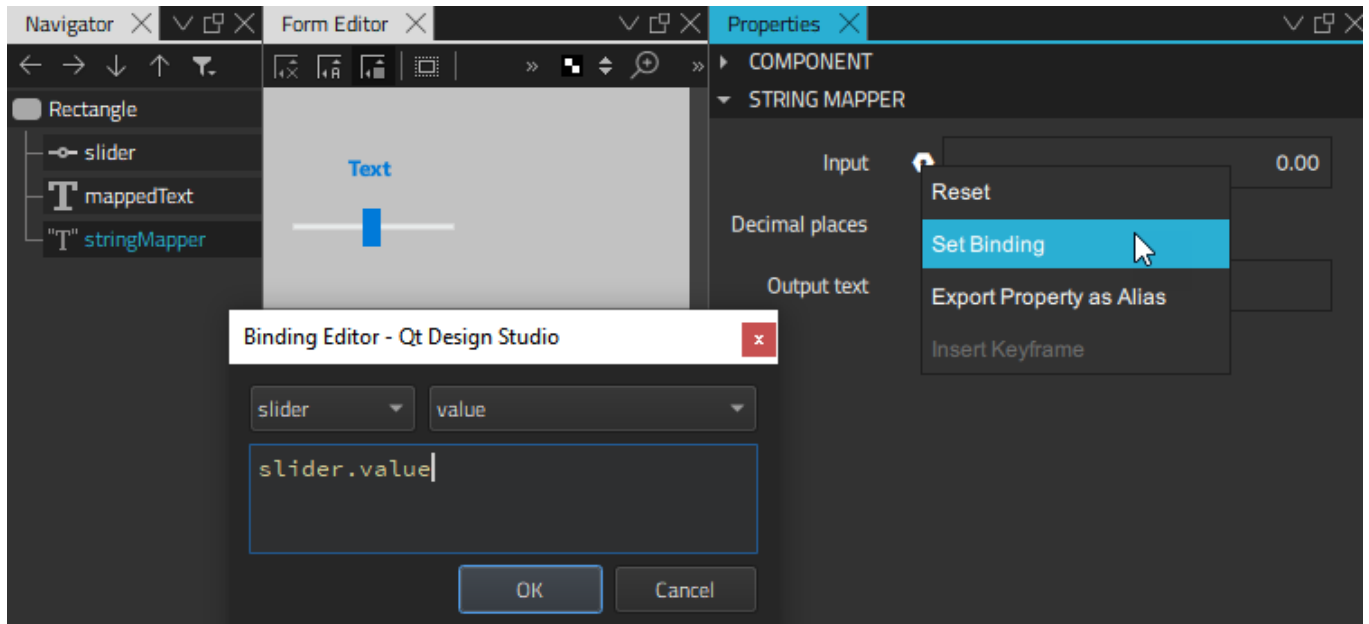 Navigator
Form Editor
Properties
COMPONENT
STRING MAPPER
Rectangle
slider
mappedText
"T" stringMapper
Text
Input
0.00
Decimal places
Output text
Reset
Set Binding
Export Property as Alias
Insert Keyframe
Binding Editor - Qt Design Studio
x
slider
value
slider.value
OK
Cancel